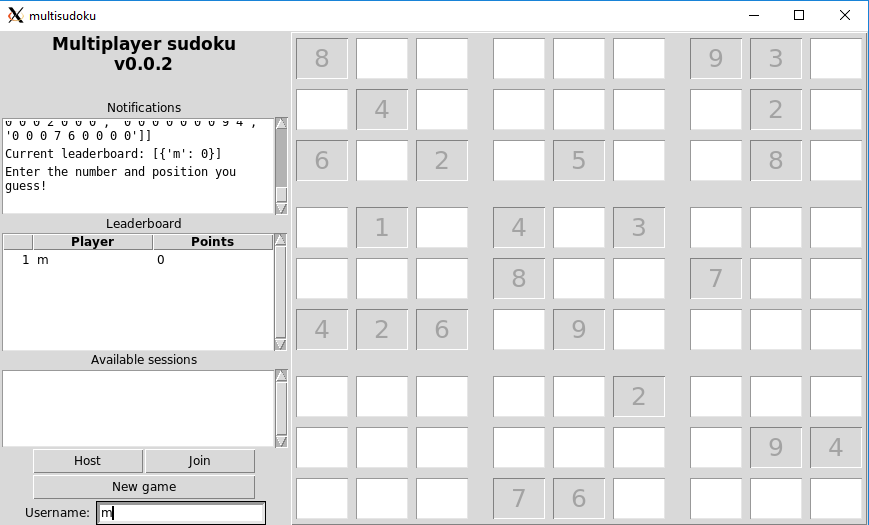 multisudoku
Multiplayer sudoku
v0.0.2
Notifications
0 0 0 2 0 0 0', '0 0 0 0 0 0 0 9 4',
'0 0 0 7 6 0 0 0 0']]
Current leaderboard: [{'m': 0}]
Enter the number and position you
guess!
Leaderboard
Player Points
1 m 0
Available sessions
Host Join
New game
Username: m
8 9 3
4 2
6 2 5 8
1 4 3
8 7
4 2 6 9
2
9 4
7 6